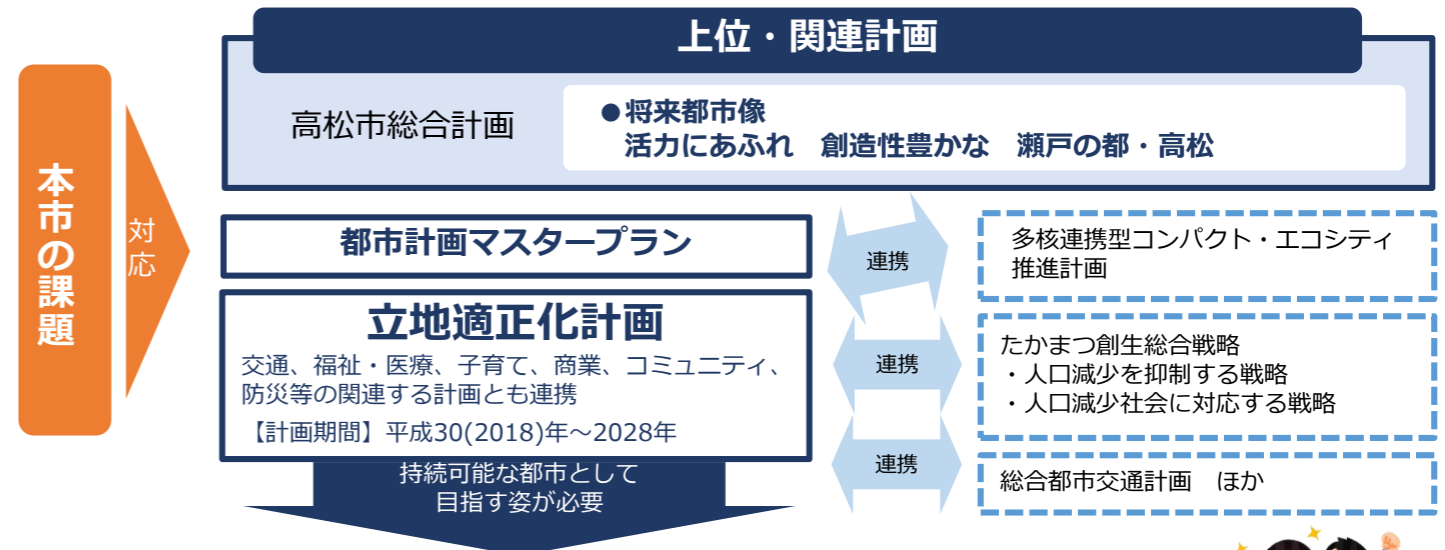 上位・関連計画
高松市総合計画
●将来都市像
活力にあふれ　創造性豊かな　瀬戸の都・高松
本市の課題
対応
都市計画マスタープラン
立地適正化計画
交通、福祉・医療、子育て、商業、コミュニティ、
防災等の関連する計画とも連携
【計画期間】平成30(2018)年～2028年
持続可能な都市として
目指す姿が必要
連携
多核連携型コンパクト・エコシティ
推進計画
連携
たかまつ創生総合戦略
・人口減少を抑制する戦略
・人口減少社会に対応する戦略
連携
総合都市交通計画　ほか